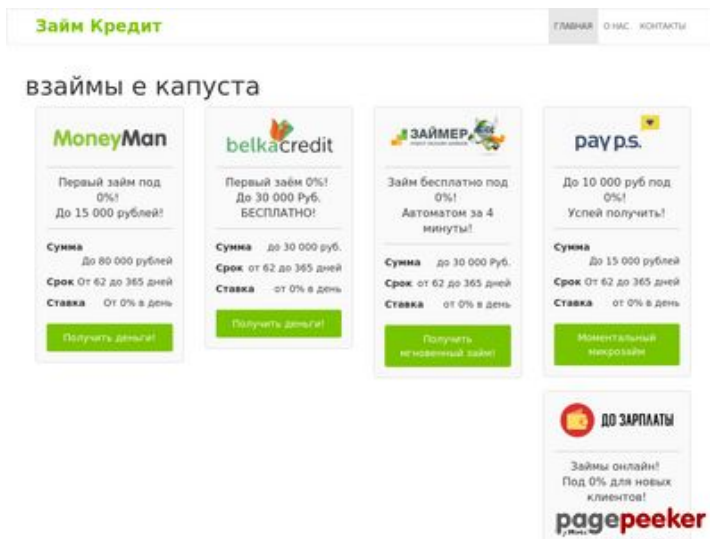 Займ Кредит
ГЛАВНАЯ О НАС. КОНТАКТЫ
взаймы е капуста
MoneyMan
Первый займ под
0%!
До 15 000 рублей!
Сумма
До 80 000 рублей
Срок От 62 до 365 дней
Ставка От 0% в день
Получить деньги!
belkacredit
Первый заём 0%!
До 30 000 Руб.
БЕСПЛАТНО!
Сумма до 30 000 руб.
Срок от 62 до 365 дней
Ставка от 0% в день
Получить деньги!
ЗАЙМЕР
Займ бесплатно под
0%!
Автоматом за 4
минуты!
Сумма до 30 000 Руб.
Срок от 62 до 365 дней
Ставка от 0% в день
Получить
мгновенный займ!
pay p.s.
До 10 000 руб под
0%!
Успей получить!
Сумма
До 15 000 рублей
Срок От 62 до 365 дней
Ставка от 0% в день
Моментальный
микрозайм
ДО ЗАРПЛАТЫ
Займы онлайн!
Под 0% для новых
клиентов!
pagepeeker